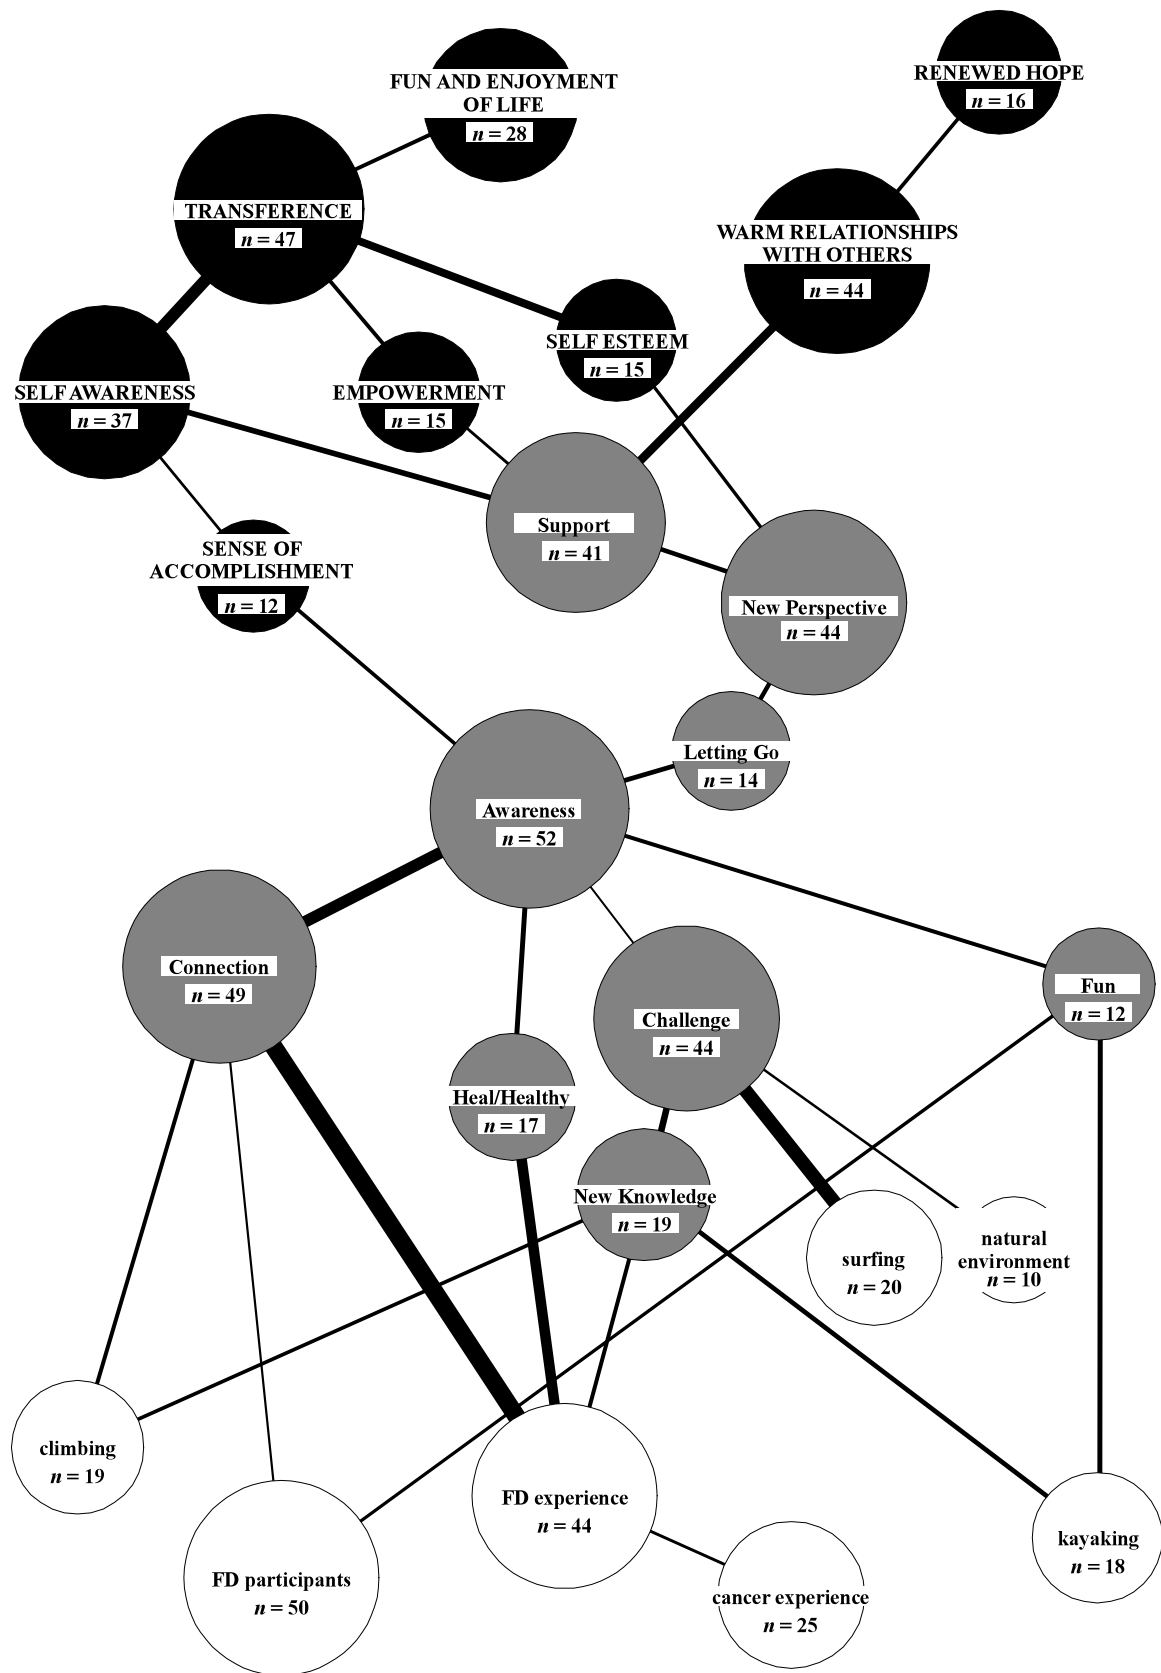 FUN AND ENJOYMENT
OF LIFE
n = 28
RENEWED HOPE
n = 16
TRANSFERENCE
n = 47
WARM RELATIONSHIPS
WITH OTHERS
n = 44
SELF ESTEEM
n = 15
SELF AWARENESS
n = 37
EMPOWERMENT
n = 15
Support
n = 41
SENSE OF
ACCOMPLISHMENT
n = 12
New Perspective
n = 44
Letting Go
n = 14
Awareness
n = 52
Connection
n = 49
Fun
n = 12
Challenge
n = 44
Heal/Healthy
n = 17
New Knowledge
n = 19
surfing
n = 20
natural
environment
n = 10
climbing
n = 19
FD experience
n = 44
kayaking
n = 18
FD participants
n = 50
cancer experience
n = 25